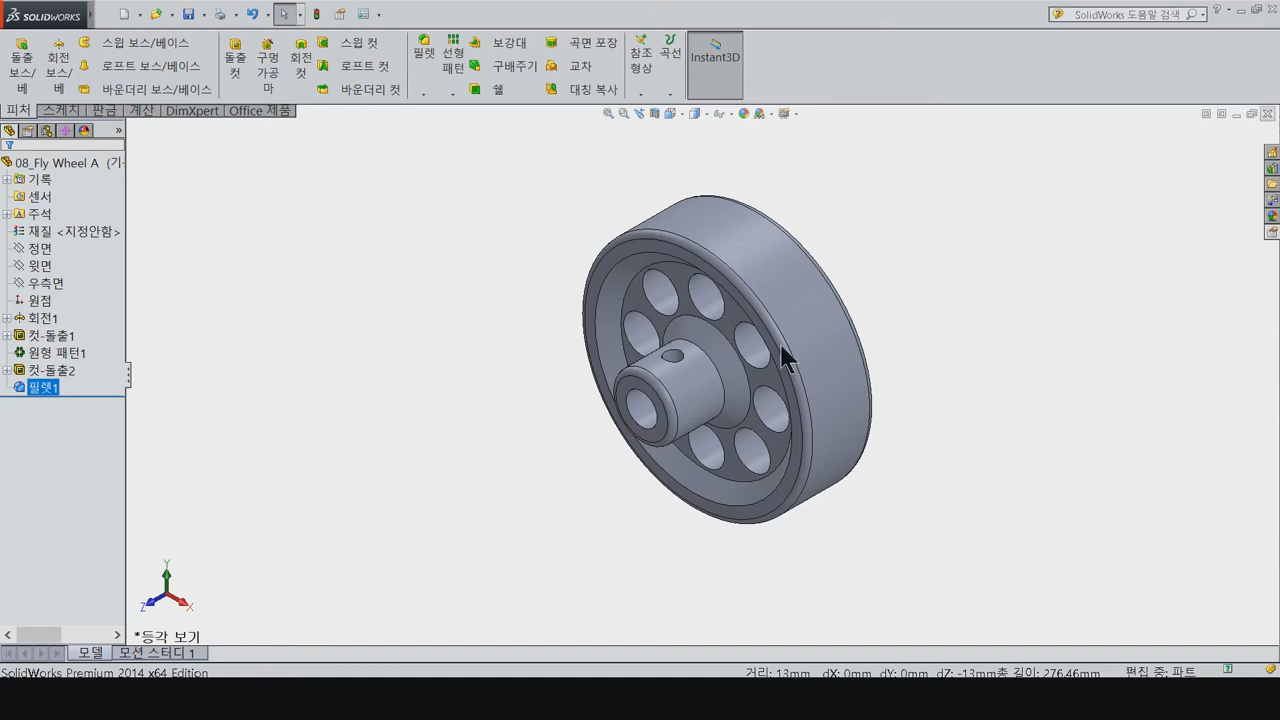 SOLIDWORKS
SolidWorks 도움말 검색
돌출 보스/베
회전 보스/베
스윕 보스/베이스
로프트 보스/베이스
바운더리 보스/베이스
돌출 컷
구멍 가공 마
회전 컷
스윕 컷
로프트 컷
바운더리 컷
필렛
선형 패턴
보강대
구배주기
쉘
곡면 포장
교차
대칭 복사
참조 형상
곡선
Instant3D
피처
스케치
판금
계산
DimXpert
Office 제품
08_Fly Wheel A (기
기록
센서
주석
재질 <지정안함>
정면
윗면
우측면
원점
회전1
컷-돌출1
원형 패턴1
컷-돌출2
필렛1
Y
Z
X
*등각 보기
모델
모션 스터디 1
SolidWorks Premium 2014 x64 Edition
거리: 13mm dX: 0mm dY: 0mm dZ: -13mm총 길이: 276.46mm
편집 중: 파트